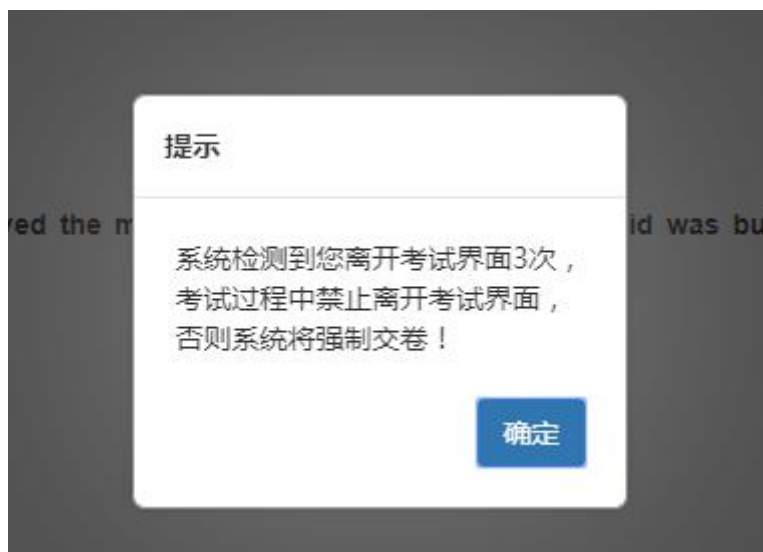 提示
ved the m
id was bu
系统检测到您离开考试界面3次，
考试过程中禁止离开考试界面，
否则系统将强制交卷！
确定